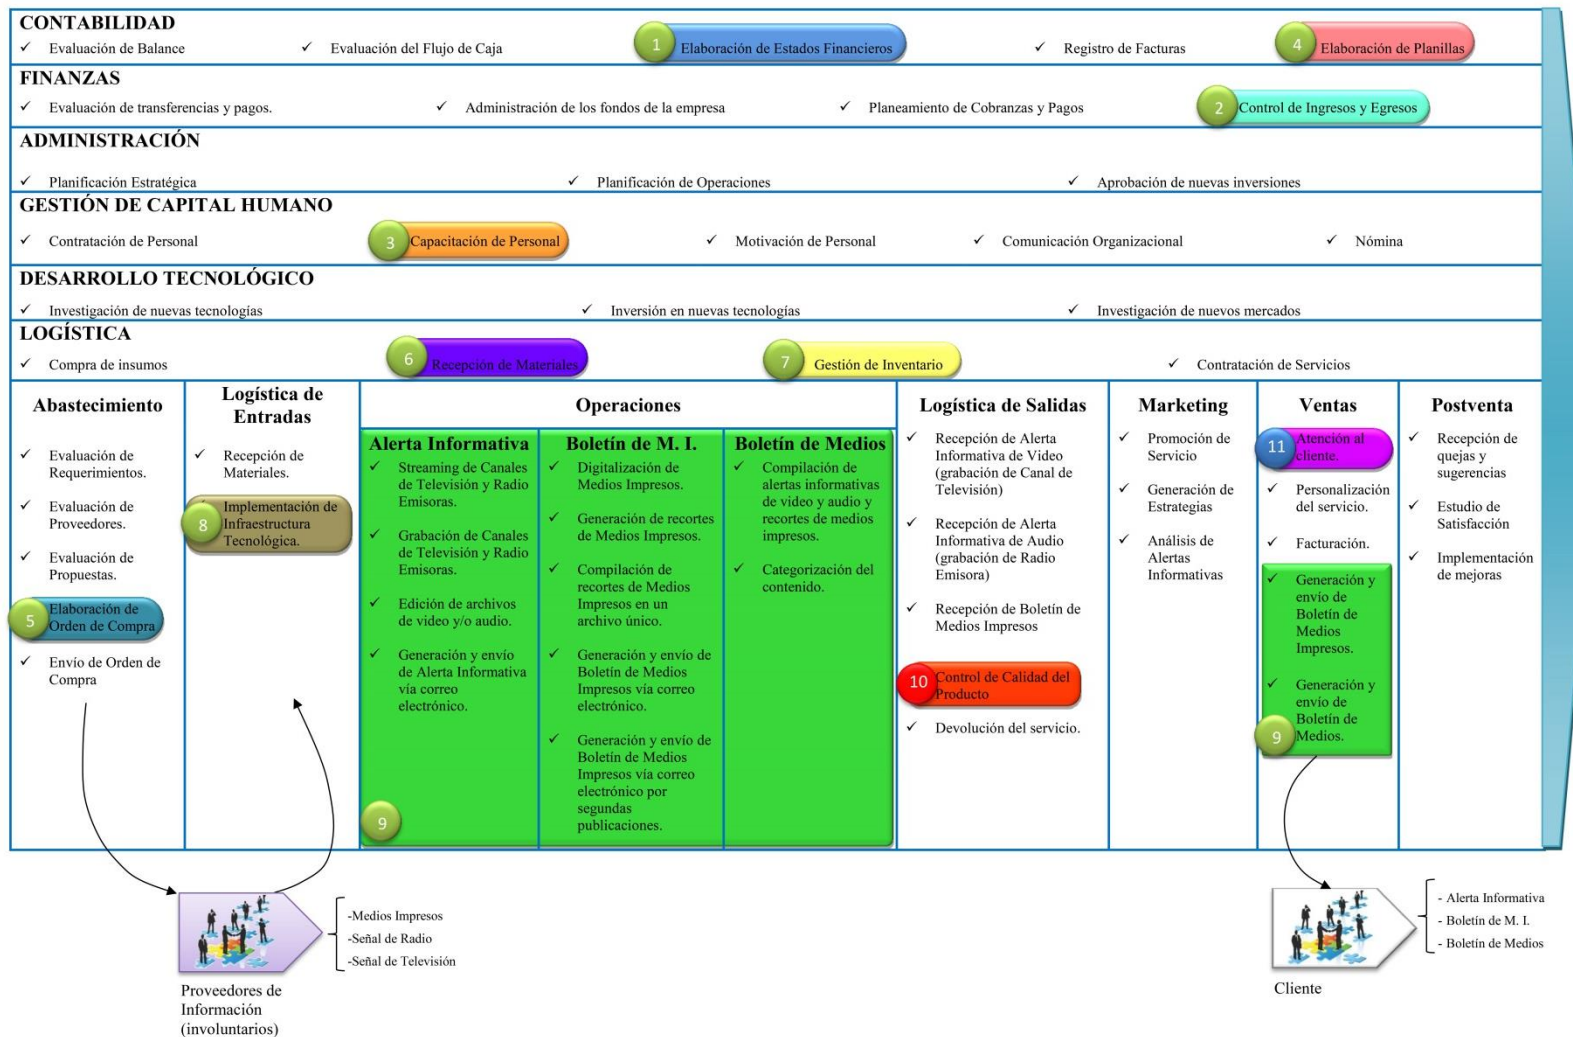 CONTABILIDAD
✓ Evaluación de Balance
✓ Evaluación del Flujo de Caja
1 Elaboración de Estados Financieros
✓ Registro de Facturas
4 Elaboración de Planillas
FINANZAS
✓ Evaluación de transferencias y pagos.
✓ Administración de los fondos de la empresa
✓ Planeamiento de Cobranzas y Pagos
2 Control de Ingresos y Egresos
ADMINISTRACIÓN
✓ Planificación Estratégica
✓ Planificación de Operaciones
✓ Aprobación de nuevas inversiones
GESTIÓN DE CAPITAL HUMANO
✓ Contratación de Personal
3 Capacitación de Personal
✓ Motivación de Personal
✓ Comunicación Organizacional
✓ Nómina
DESARROLLO TECNOLÓGICO
✓ Investigación de nuevas tecnologías
✓ Inversión en nuevas tecnologías
✓ Investigación de nuevos mercados
LOGÍSTICA
✓ Compra de insumos
6 Recepción de Materiales
7 Gestión de Inventario
✓ Contratación de Servicios
Abastecimiento
✓ Evaluación de
Requerimientos.
✓ Evaluación de
Proveedores.
✓ Evaluación de
Propuestas.
5 Elaboración de
Orden de Compra
✓ Envío de Orden de
Compra
Logística de
Entradas
✓ Recepción de
Materiales.
8 Implementación de
Infraestructura
Tecnológica.
Operaciones
Alerta Informativa
✓ Streaming de Canales
de Televisión y Radio
Emisoras.
✓ Grabación de Canales
de Televisión y Radio
Emisoras.
✓ Edición de archivos
de video y/o audio.
✓ Generación y envío
de Alerta Informativa
vía correo
electrónico.
9
Boletín de M. I.
✓ Digitalización de
Medios Impresos.
✓ Generación de recortes
de Medios Impresos.
✓ Compilación de
recortes de Medios
Impresos en un
archivo único.
✓ Generación y envío de
Boletín de Medios
Impresos vía correo
electrónico.
✓ Generación y envío de
Boletín de Medios
Impresos vía correo
electrónico por
segundas
publicaciones.
Boletín de Medios
✓ Compilación de
alertas informativas
de video y audio y
recortes de medios
impresos.
✓ Categorización del
contenido.
Logística de Salidas
✓ Recepción de Alerta
Informativa de Video
(grabación de Canal de
Televisión)
✓ Recepción de Alerta
Informativa de Audio
(grabación de Radio
Emisora)
✓ Recepción de Boletín de
Medios Impresos
10 Control de Calidad del
Producto
✓ Devolución del servicio.
Marketing
✓ Promoción de
Servicio
✓ Generación de
Estrategias
✓ Análisis de
Alertas
Informativas
Ventas
11 Atención al
cliente.
✓ Personalización
del servicio.
✓ Facturación.
✓ Generación y
envío de
Boletín de
Medios
Impresos.
✓ Generación y
envío de
Boletín de
9 Medios.
Postventa
✓ Recepción de
quejas y
sugerencias
✓ Estudio de
Satisfacción
✓ Implementación
de mejoras
-Medios Impresos
-Señal de Radio
-Señal de Televisión
Proveedores de
Información
(involuntarios)
- Alerta Informativa
- Boletín de M. I.
- Boletín de Medios
Cliente